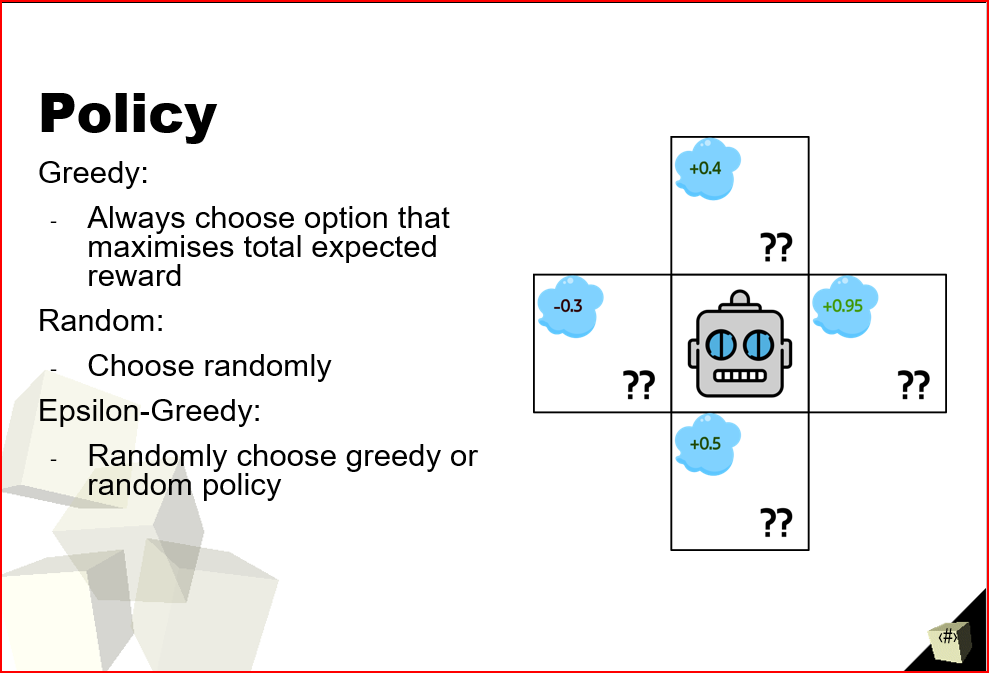 Policy
Greedy:
- Always choose option that
maximises total expected
reward
Random:
- Choose randomly
Epsilon-Greedy:
- Randomly choose greedy or
random policy
+0.4
??
-0.3
??
+0.95
??
+0.5
??
‹#›